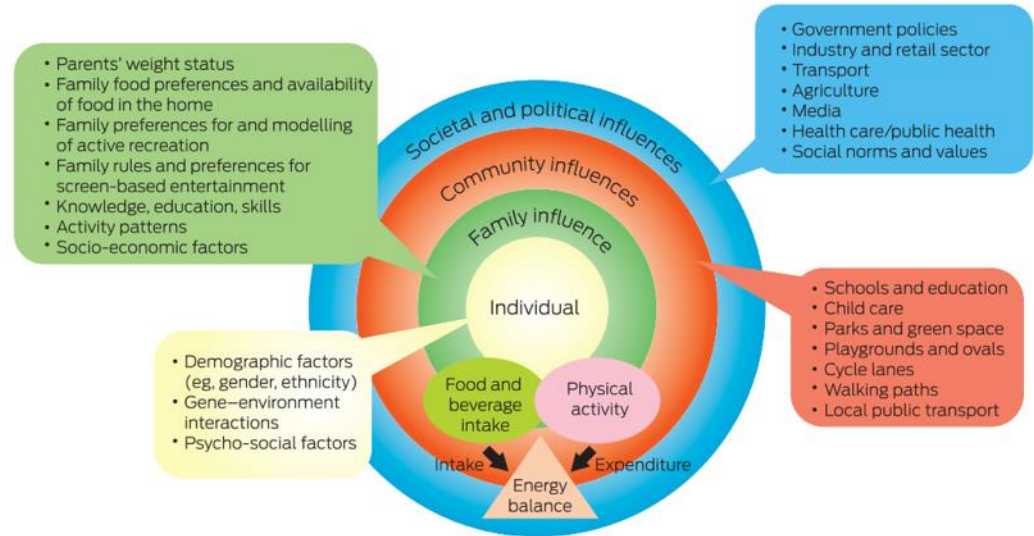 • Parents' weight status
• Family food preferences and availability
of food in the home
• Family preferences for and modelling
of active recreation
• Family rules and preferences for
screen-based entertainment
• Knowledge, education, skills
• Activity patterns
• Socio-economic factors
• Government policies
• Industry and retail sector
• Transport
• Agriculture
• Media
• Health care/public health
• Social norms and values
Societal and political influences
Community influences
Family influence
Individual
• Demographic factors
(eg, gender, ethnicity)
• Gene–environment
interactions
• Psycho-social factors
• Schools and education
• Child care
• Parks and green space
• Playgrounds and ovals
• Cycle lanes
• Walking paths
• Local public transport
Food and
beverage
intake
Physical
activity
Intake
Expenditure
Energy
balance